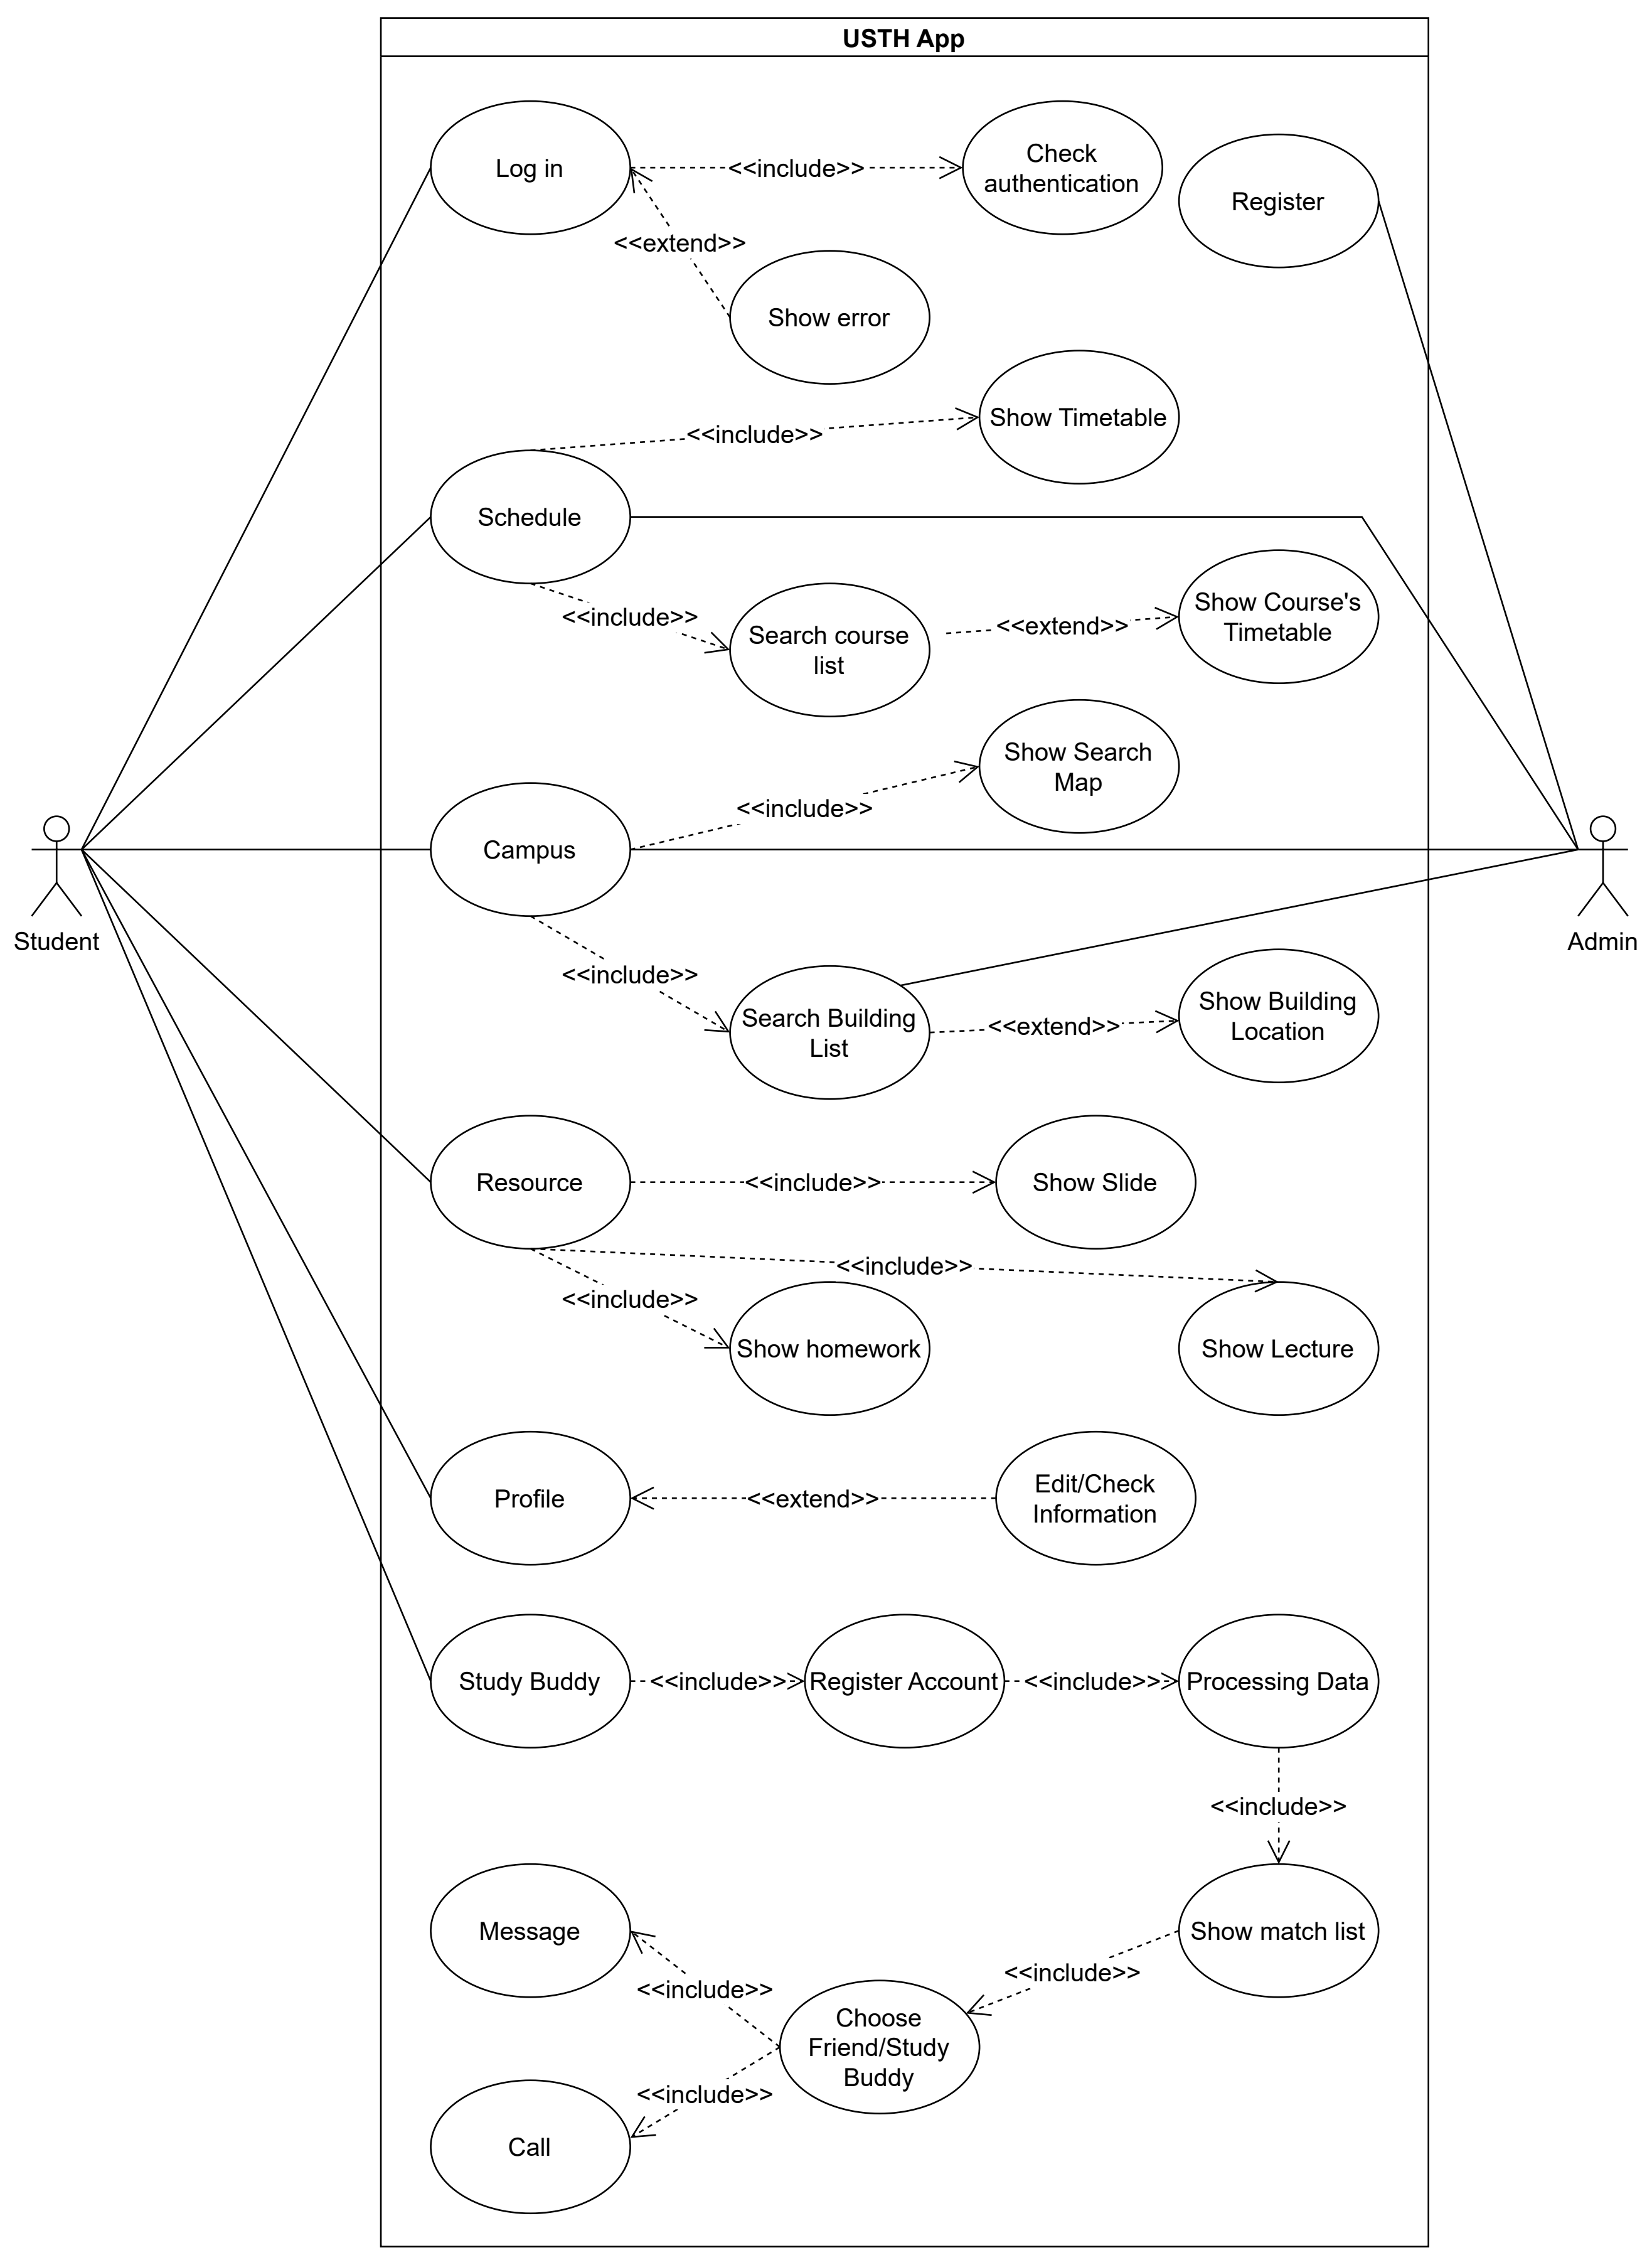 USTH App
Log in
<<include>>
Check
authentication
Register
<<extend>>
Show error
Show Timetable
<<include>>
Schedule
Show Course's
Timetable
<<include>>
<<extend>>
Search course
list
Show Search
Map
<<include>>
Campus
Student
Admin
<<include>>
Show Building
Location
Search Building
List
<<extend>>
Resource
<<include>>
Show Slide
<<include>>
<<include>>
Show homework
Show Lecture
Profile
<<extend>>
Edit/Check
Information
Study Buddy
<<include>>
Register Account
<<include>>
Processing Data
<<include>>
Message
Show match list
<<include>>
<<include>>
Choose
Friend/Study
Buddy
<<include>>
Call